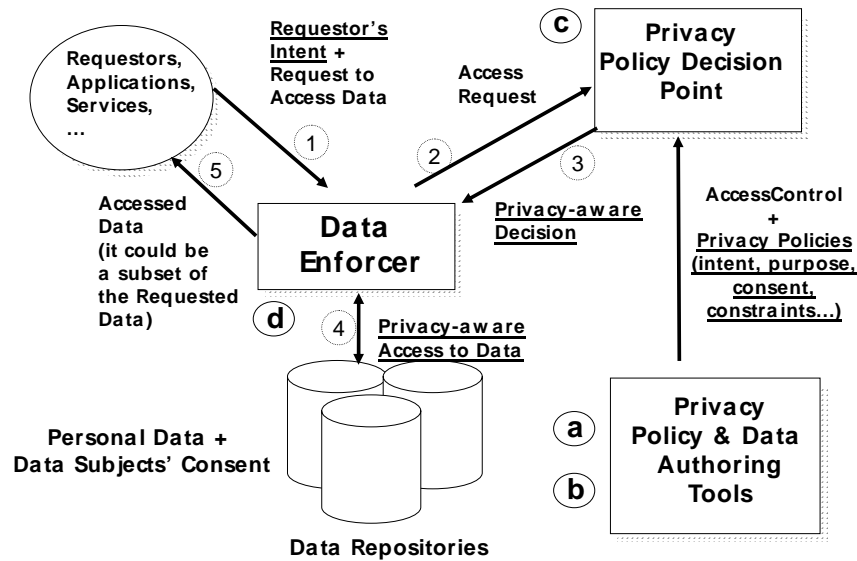 Requestors,
Applications,
Services,
…
Requestor's
Intent +
Request to
Access Data
1
5
Accessed
Data
(it could be
a subset of
the Requested
Data)
Access
Request
2
3
Privacy-aware
Decision
c
Privacy
Policy Decision
Point
Data
Enforcer
d
4
Privacy-aware
Access to Data
AccessControl
+
Privacy Policies
(intent, purpose,
consent,
constraints...)
a
b
Privacy
Policy & Data
Authoring
Tools
Personal Data +
Data Subjects' Consent
Data Repositories